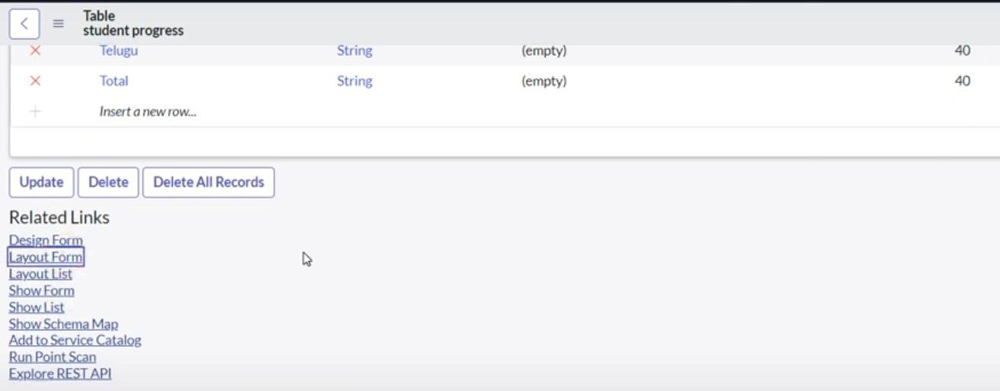 Table
student progress
Telugu String (empty) 40
Total String (empty) 40
Insert a new row...
Update Delete Delete All Records
Related Links
Design Form
Layout Form
Layout List
Show Form
Show List
Show Schema Map
Add to Service Catalog
Run Point Scan
Explore REST API